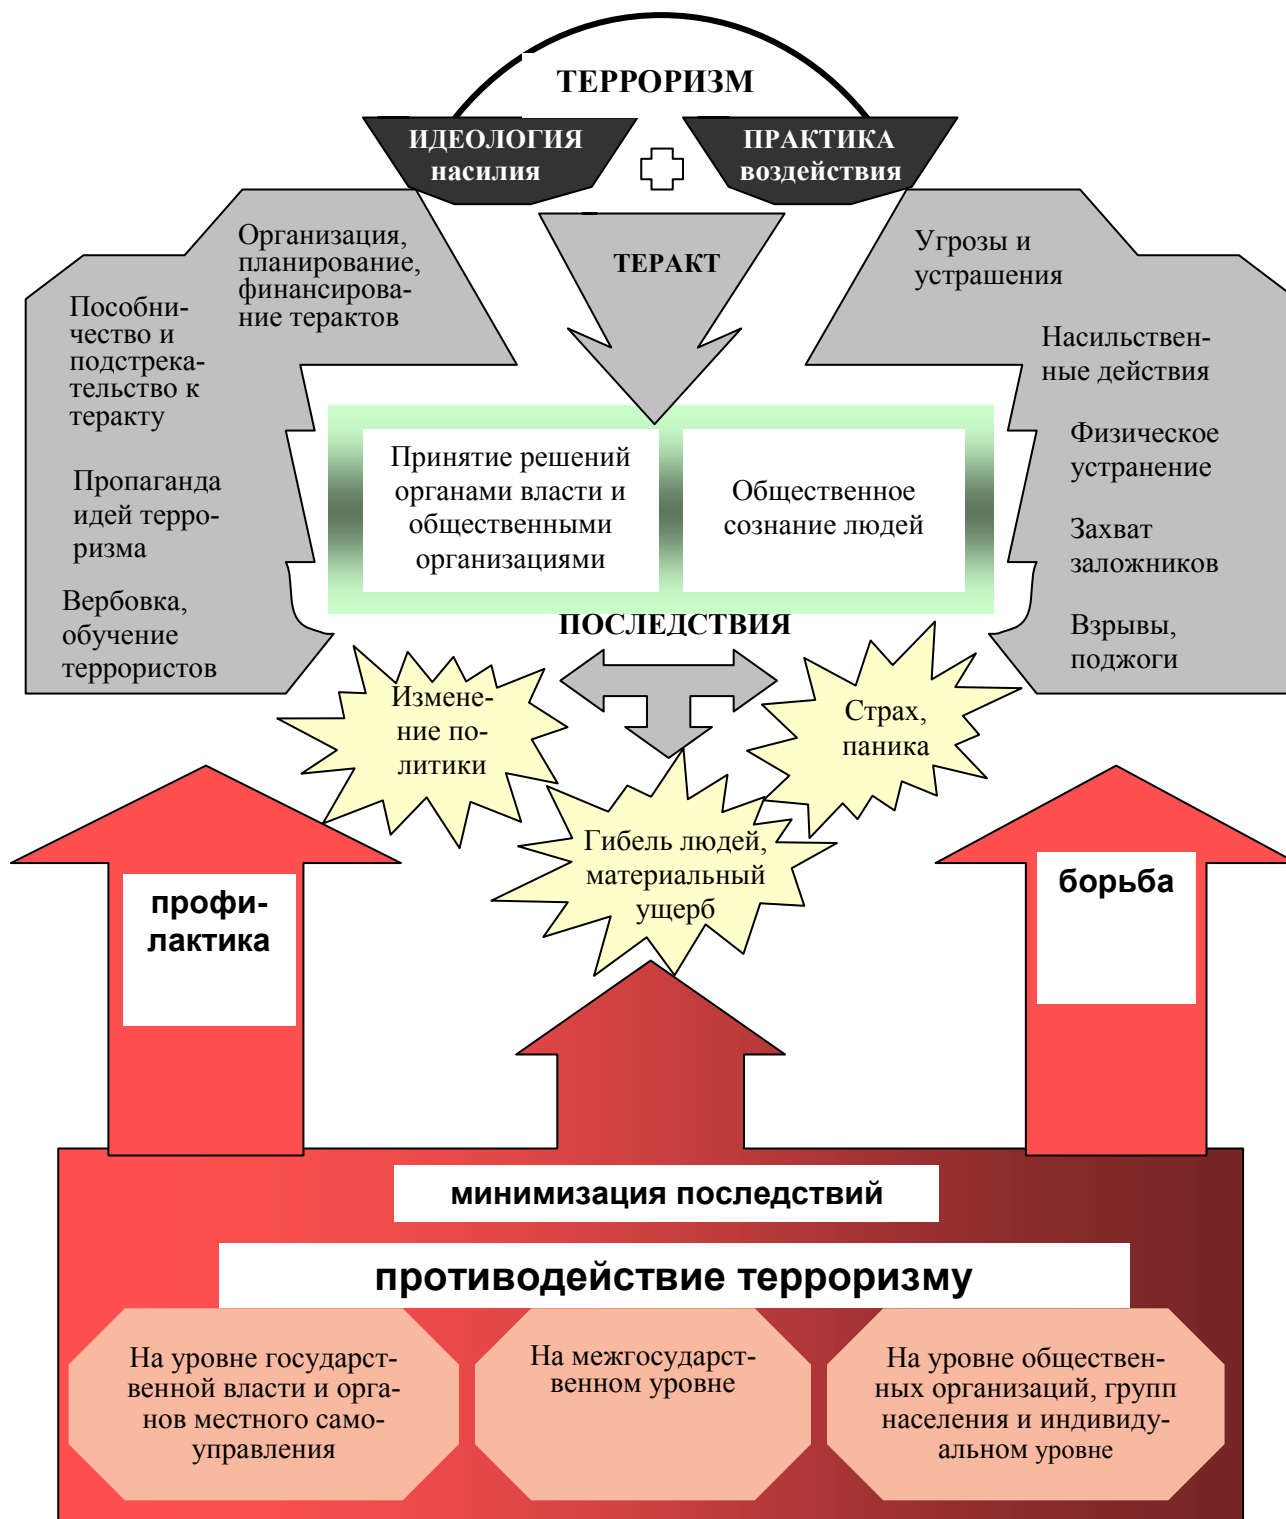 ТЕРРОРИЗМ
ИДЕОЛОГИЯ
насилия
ПРАКТИКА
воздействия
Организация,
планирование,
финансирова-
ние терактов
Пособни-
чество и
подстрека-
тельство к
теракту
Пропаганда
идей терро-
ризма
Вербовка,
обучение
террористов
ТЕРАКТ
Угрозы и
устрашения
Насильствен-
ные действия
Физическое
устранение
Захват
заложников
Взрывы,
поджоги
Принятие решений
органами власти и
общественными
организациями
Общественное
сознание людей
ПОСЛЕДСТВИЯ
Измене-
ние по-
литики
Страх,
паника
Гибель людей,
материальный
ущерб
профи-
лактика
борьба
минимизация последствий
противодействие терроризму
На уровне государст-
венной власти и орга-
нов местного само-
управления
На межгосударст-
венном уровне
На уровне обществен-
ных организаций, групп
населения и индивиду-
альном уровне